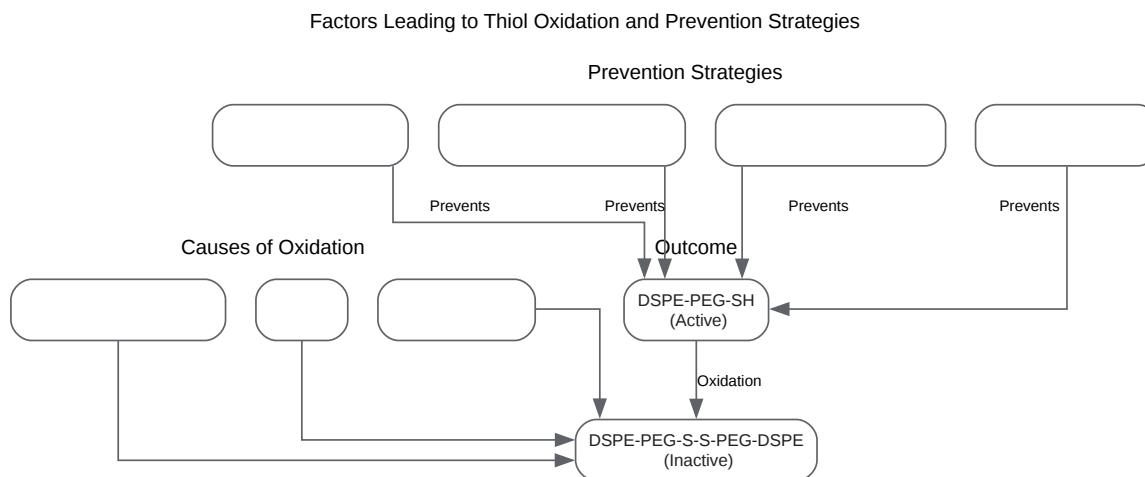 Factors Leading to Thiol Oxidation and Prevention Strategies
Prevention Strategies
Prevents
Prevents
Prevents
Prevents
Causes of Oxidation
Outcome
DSPE-PEG-SH
(Active)
Oxidation
DSPE-PEG-S-S-PEG-DSPE
(Inactive)